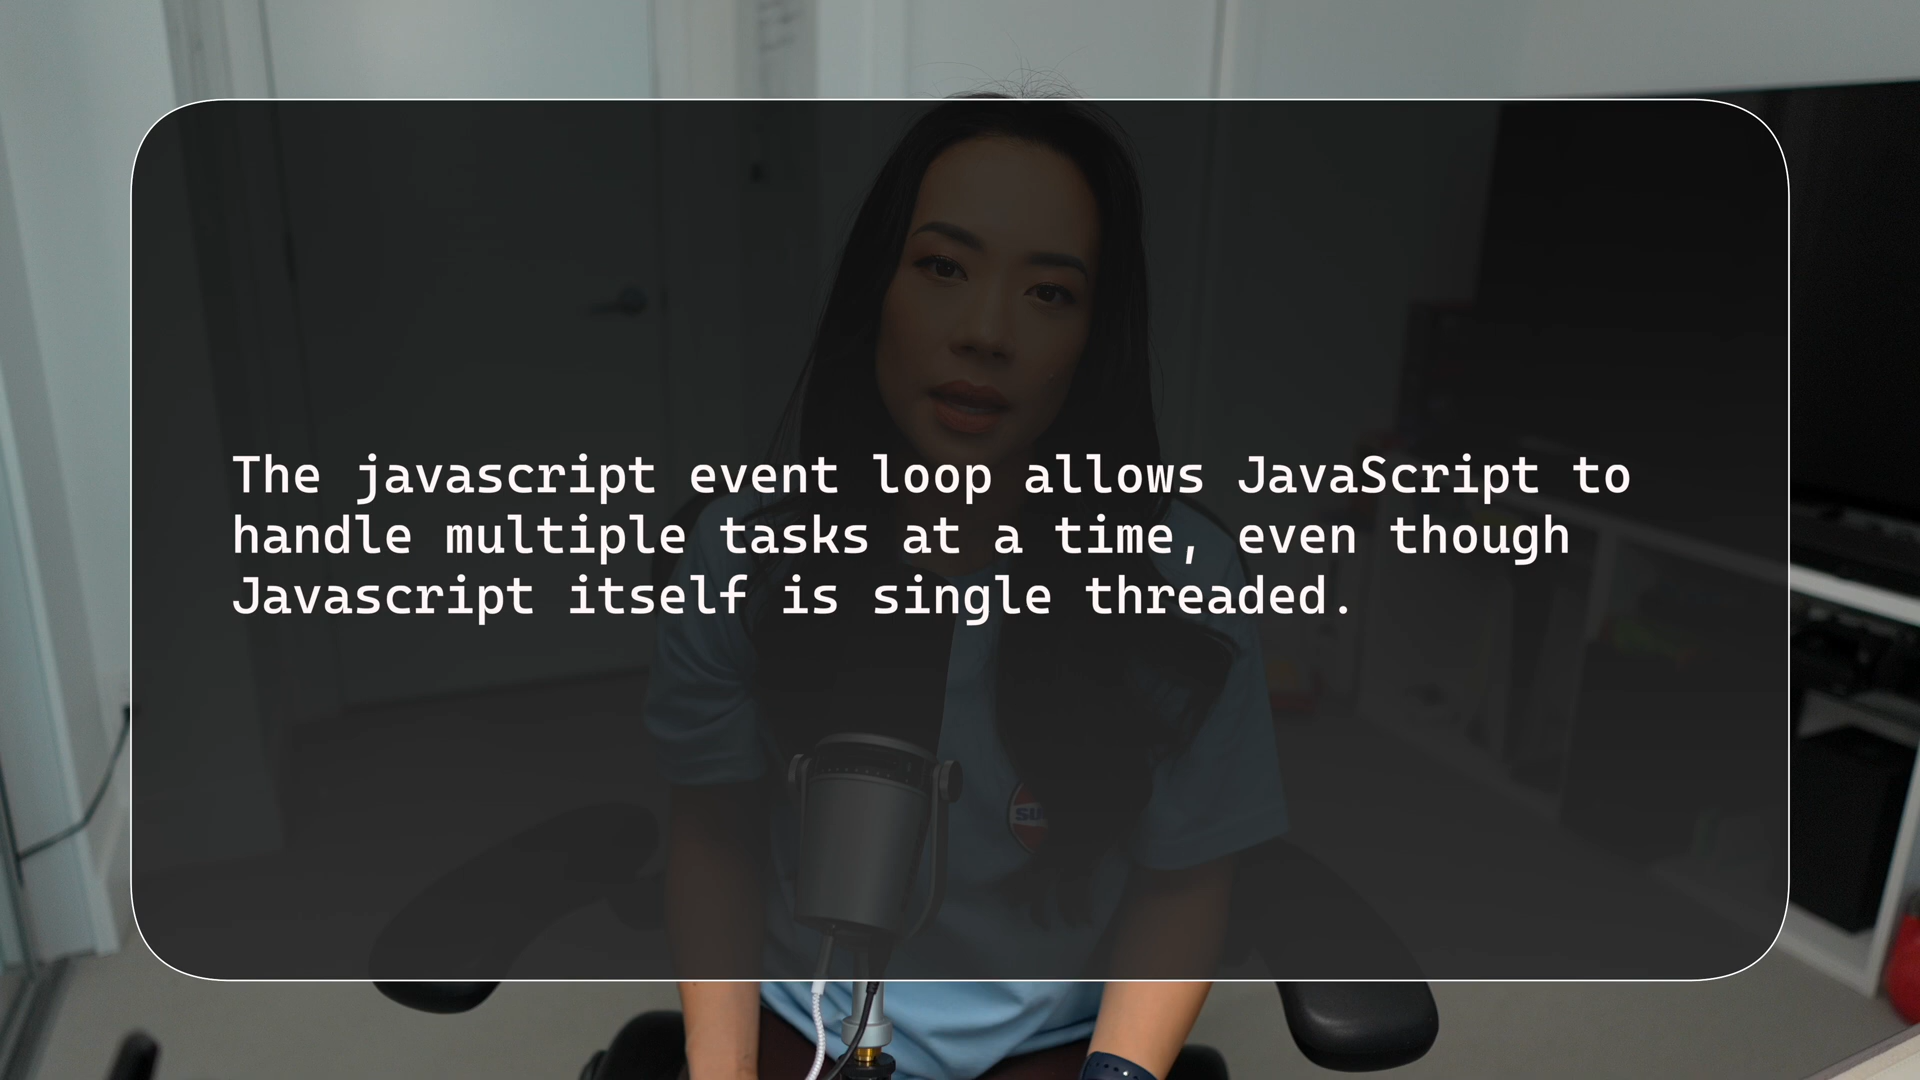 The javascript event loop allows JavaScript to
handle multiple tasks at a time, even though
Javascript itself is single threaded.